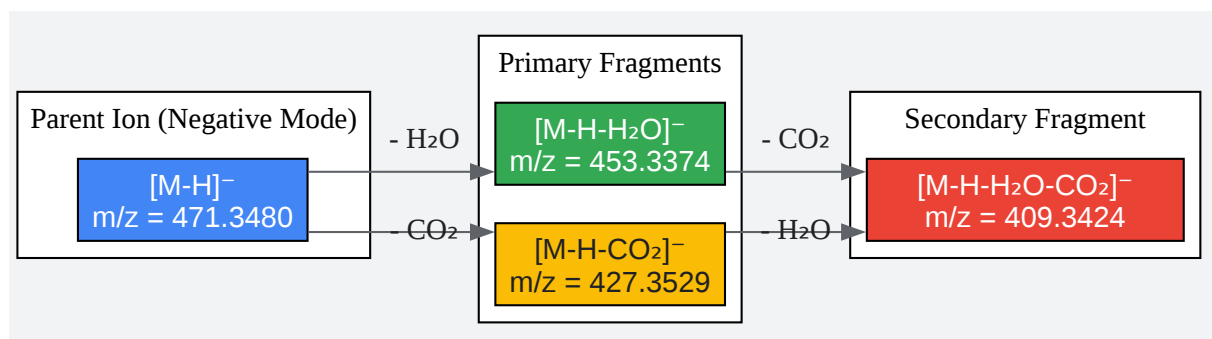 Parent Ion (Negative Mode)
[M-H]⁻
m/z = 471.3480
- H₂O
- CO₂
Primary Fragments
[M-H-H₂O]⁻
m/z = 453.3374
[M-H-CO₂]⁻
m/z = 427.3529
- CO₂
- H₂O
Secondary Fragment
[M-H-H₂O-CO₂]⁻
m/z = 409.3424